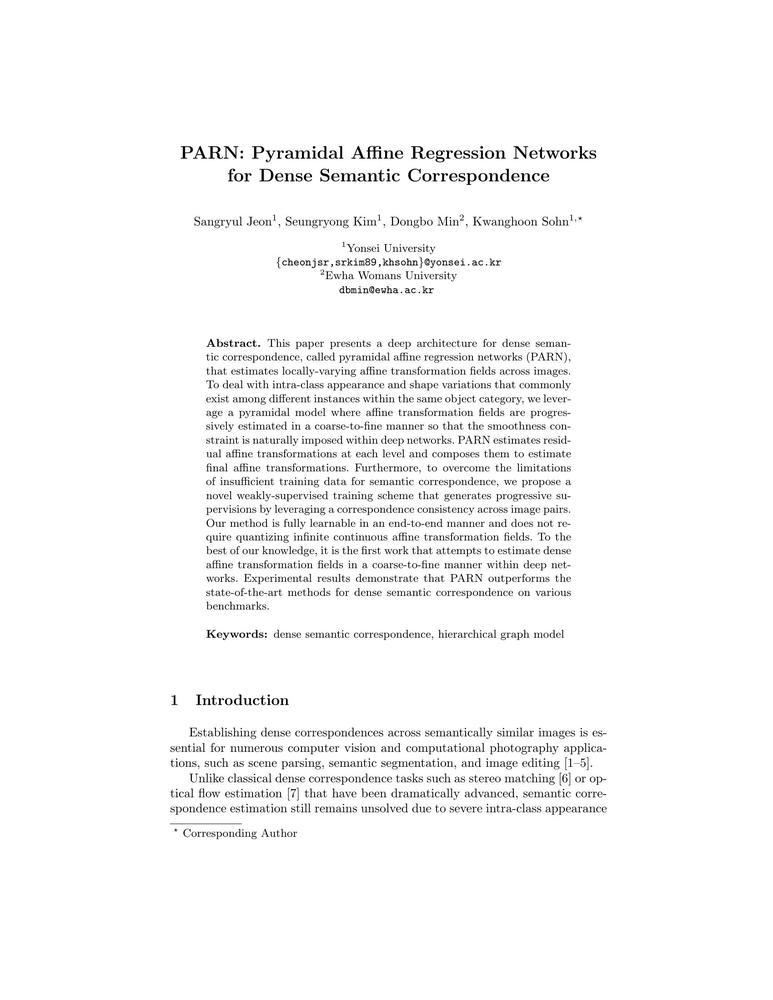 PARN: Pyramidal Affine Regression Networks
for Dense Semantic Correspondence
Sangryul Jeon1, Seungryong Kim1, Dongbo Min2, Kwanghoon Sohn1,⋆
1Yonsei University
{cheonjsr,srkim89,khsohn}@yonsei.ac.kr
2Ewha Womans University
dbmin@ewha.ac.kr
Abstract. This paper presents a deep architecture for dense seman-
tic correspondence, called pyramidal affine regression networks (PARN),
that estimates locally-varying affine transformation fields across images.
To deal with intra-class appearance and shape variations that commonly
exist among different instances within the same object category, we lever-
age a pyramidal model where affine transformation fields are progres-
sively estimated in a coarse-to-fine manner so that the smoothness con-
straint is naturally imposed within deep networks. PARN estimates resid-
ual affine transformations at each level and composes them to estimate
final affine transformations. Furthermore, to overcome the limitations
of insufficient training data for semantic correspondence, we propose a
novel weakly-supervised training scheme that generates progressive su-
pervisions by leveraging a correspondence consistency across image pairs.
Our method is fully learnable in an end-to-end manner and does not re-
quire quantizing infinite continuous affine transformation fields. To the
best of our knowledge, it is the first work that attempts to estimate dense
affine transformation fields in a coarse-to-fine manner within deep net-
works. Experimental results demonstrate that PARN outperforms the
state-of-the-art methods for dense semantic correspondence on various
benchmarks.
Keywords: dense semantic correspondence, hierarchical graph model
1 Introduction
Establishing dense correspondences across semantically similar images is es-
sential for numerous computer vision and computational photography applica-
tions, such as scene parsing, semantic segmentation, and image editing [1–5].
Unlike classical dense correspondence tasks such as stereo matching [6] or op-
tical flow estimation [7] that have been dramatically advanced, semantic corre-
spondence estimation still remains unsolved due to severe intra-class appearance
⋆ Corresponding Author